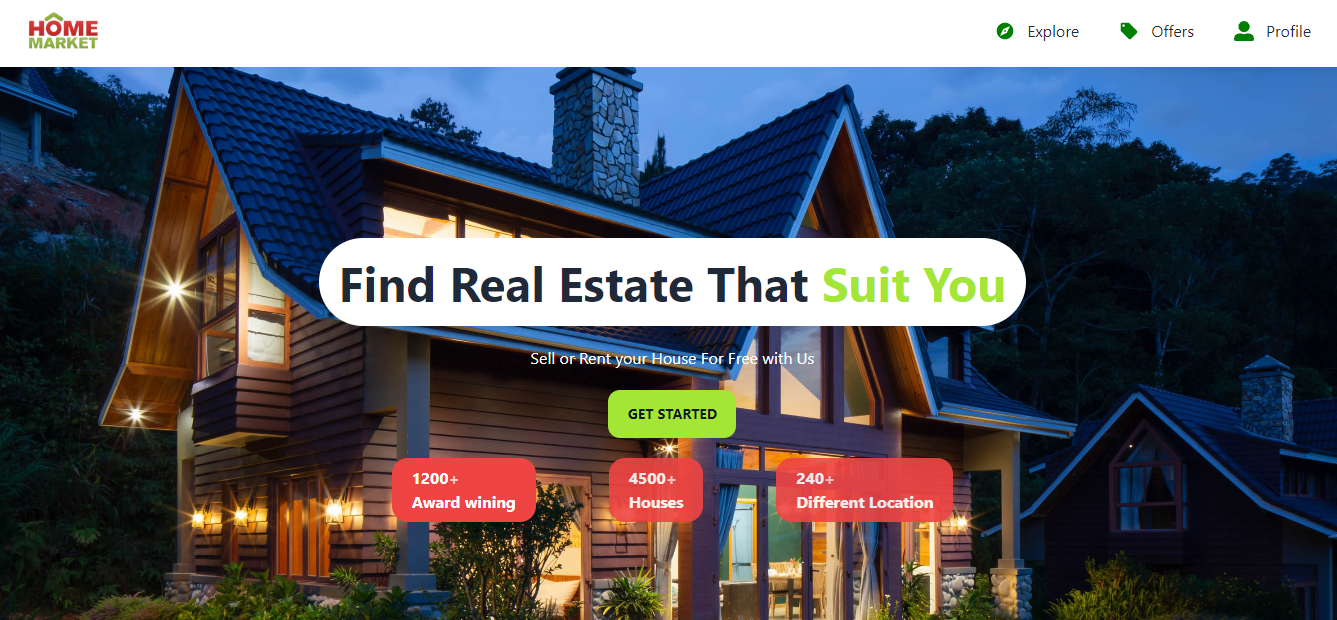 HOME
MARKET
Explore
Offers
Profile
Find Real Estate That Suit You
Sell or Rent your House For Free with Us
GET STARTED
1200+
Award wining
4500+
Houses
240+
Different Location